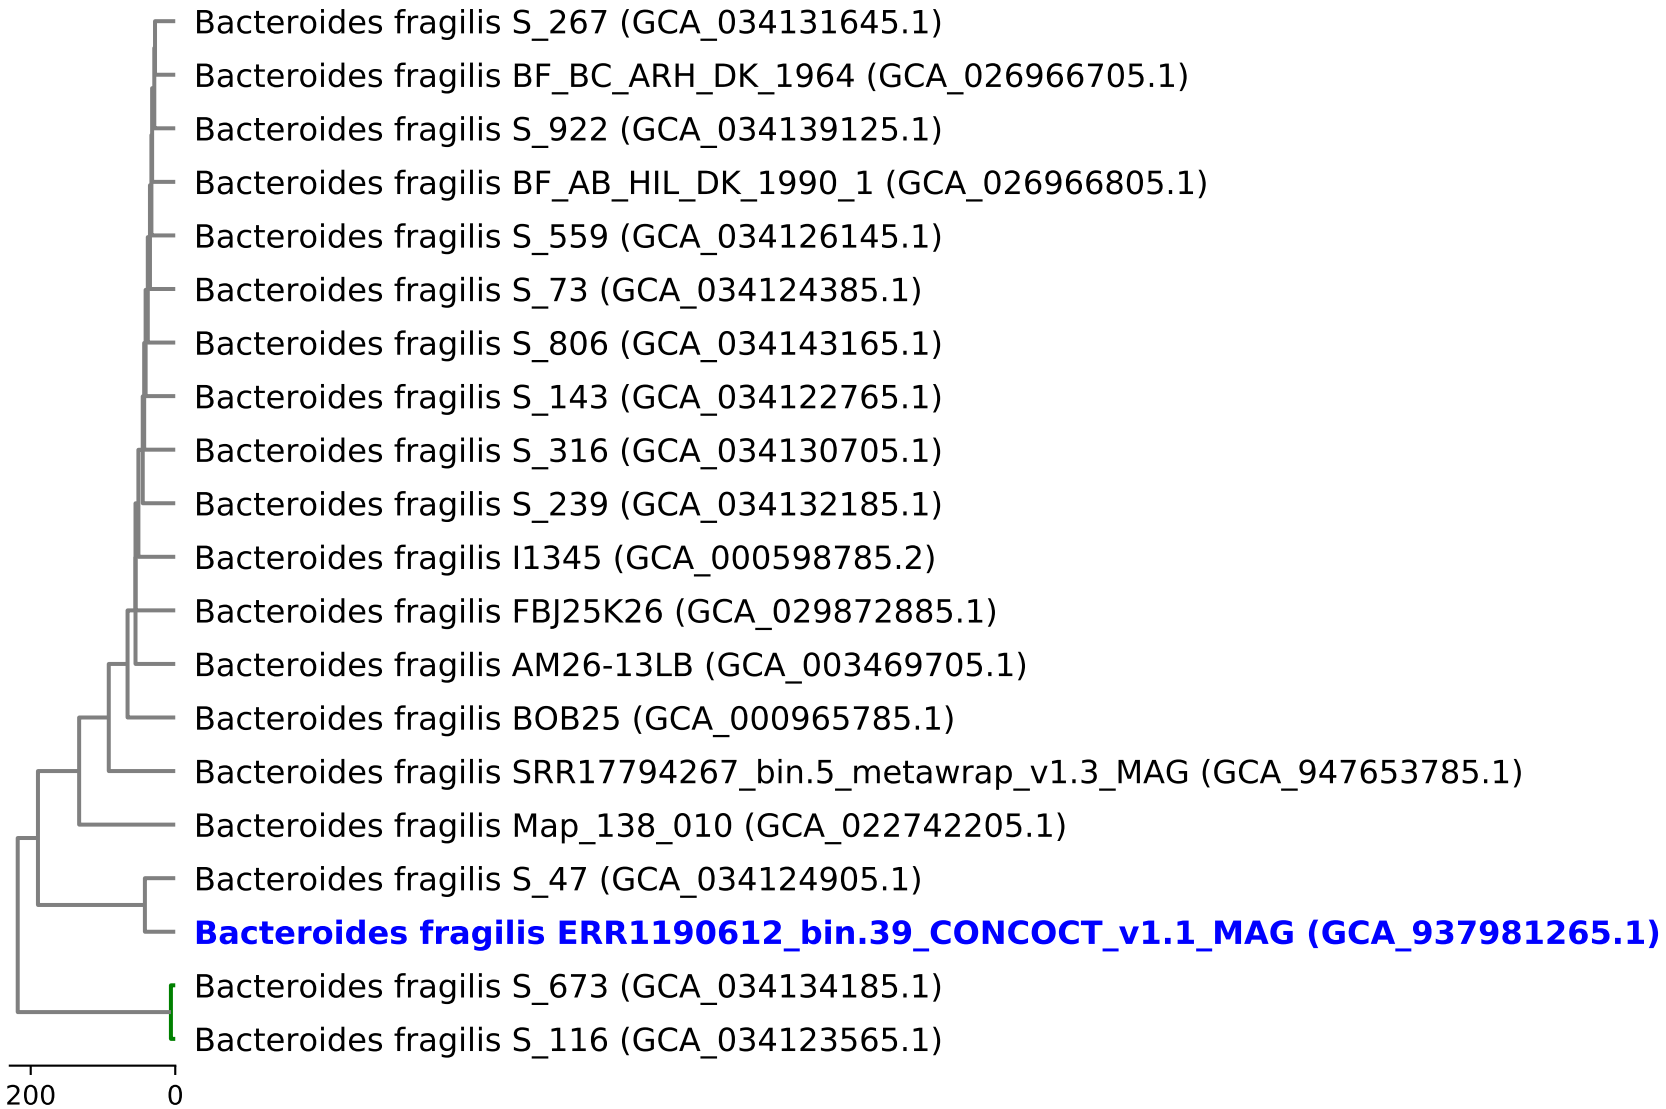 Bacteroides fragilis S_267 (GCA_034131645.1)
Bacteroides fragilis BF_BC_ARH_DK_1964 (GCA_026966705.1)
Bacteroides fragilis S_922 (GCA_034139125.1)
Bacteroides fragilis BF_AB_HIL_DK_1990_1 (GCA_026966805.1)
Bacteroides fragilis S_559 (GCA_034126145.1)
Bacteroides fragilis S_73 (GCA_034124385.1)
Bacteroides fragilis S_806 (GCA_034143165.1)
Bacteroides fragilis S_143 (GCA_034122765.1)
Bacteroides fragilis S_316 (GCA_034130705.1)
Bacteroides fragilis S_239 (GCA_034132185.1)
Bacteroides fragilis I1345 (GCA_000598785.2)
Bacteroides fragilis FBJ25K26 (GCA_029872885.1)
Bacteroides fragilis AM26-13LB (GCA_003469705.1)
Bacteroides fragilis BOB25 (GCA_000965785.1)
Bacteroides fragilis SRR17794267_bin.5_metawrap_v1.3_MAG (GCA_947653785.1)
Bacteroides fragilis Map_138_010 (GCA_022742205.1)
Bacteroides fragilis S_47 (GCA_034124905.1)
Bacteroides fragilis ERR1190612_bin.39_CONCOCT_v1.1_MAG (GCA_937981265.1)
Bacteroides fragilis S_673 (GCA_034134185.1)
Bacteroides fragilis S_116 (GCA_034123565.1)
200 0